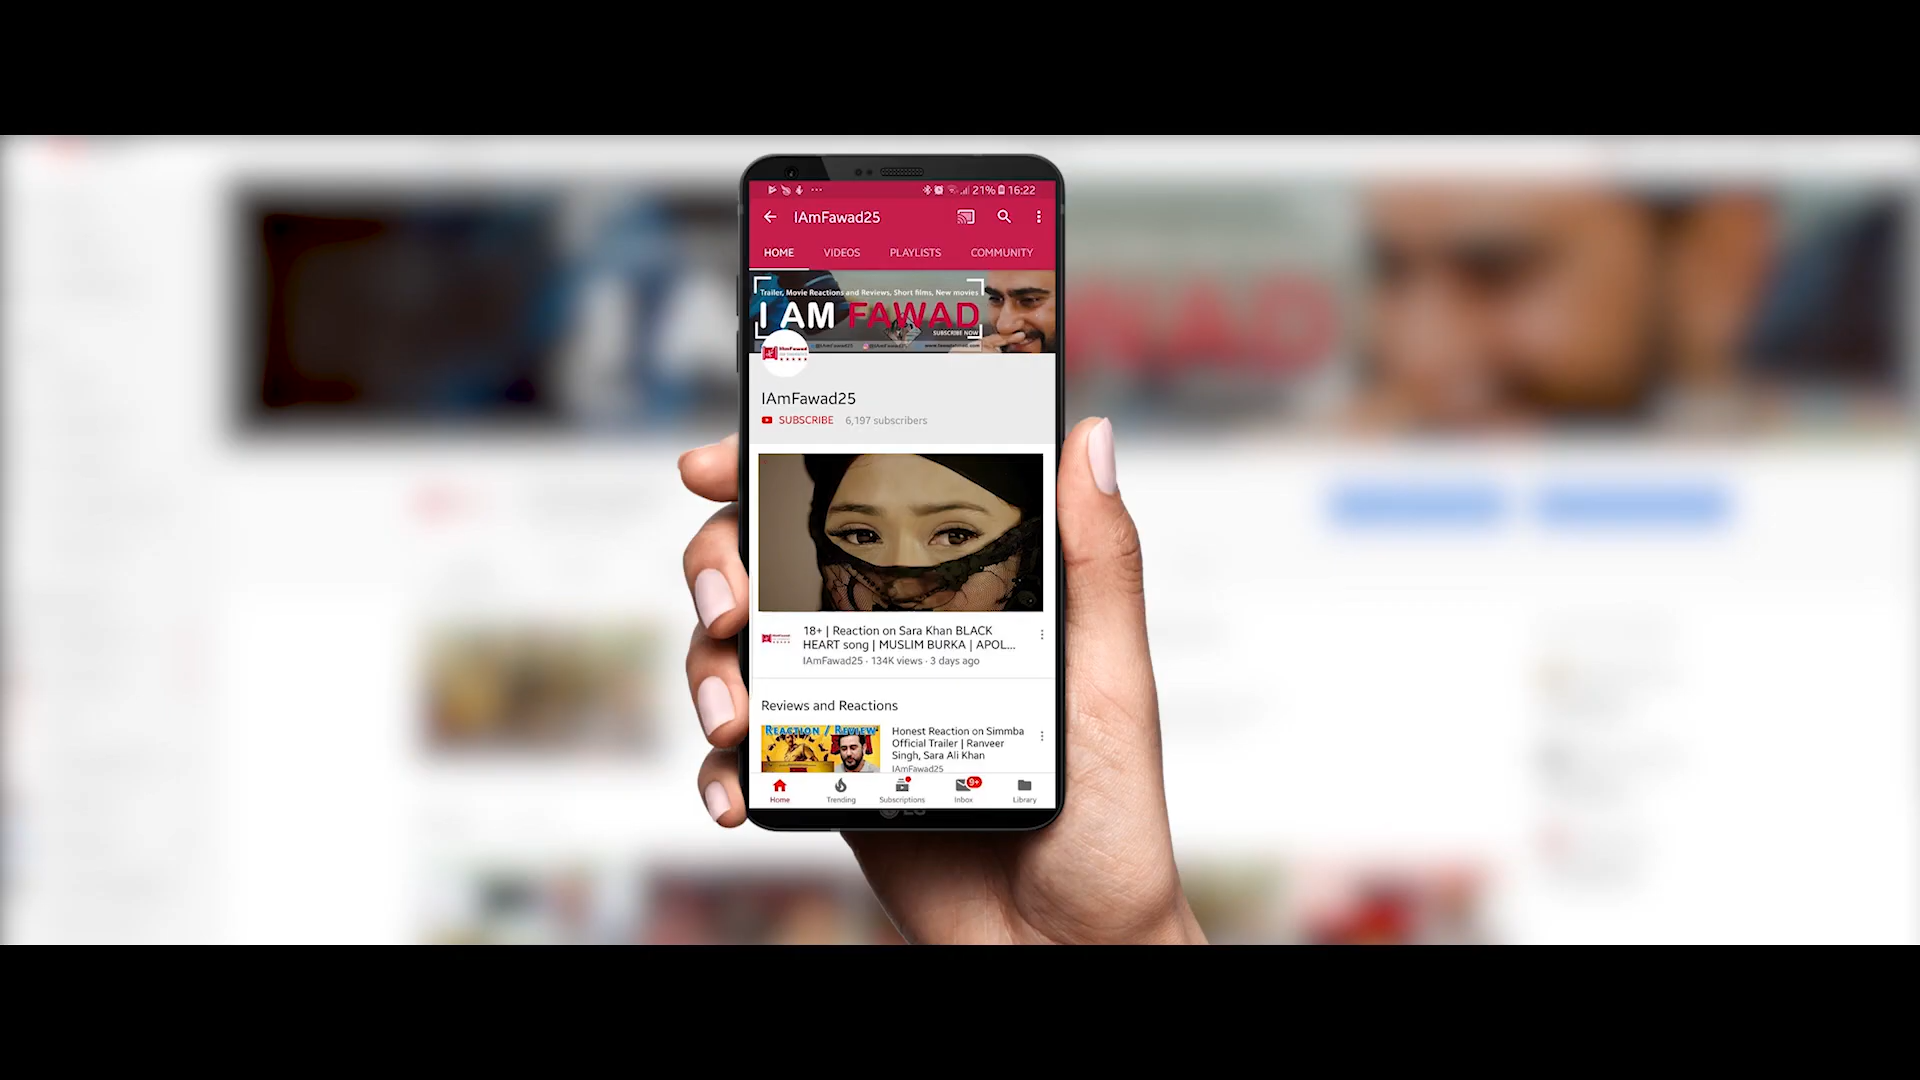 21% 16:22
IAmFawad25
HOME VIDEOS PLAYLISTS COMMUNITY
Trailer, Movie Reactions and Reviews, Short films, New movies
I AM FAWAD
SUBSCRIBE NOW
IAmFawad
IAmFawad25
SUBSCRIBE 6,197 subscribers
18+ | Reaction on Sara Khan BLACK
HEART song | MUSLIM BURKA | APOL...
IAmFawad25 · 134K views · 3 days ago
Reviews and Reactions
REACTION / REVIEW
Honest Reaction on Simmba
Official Trailer | Ranveer
Singh, Sara Ali Khan
IAmFawad25
9+
Home Trending Subscriptions Inbox Library